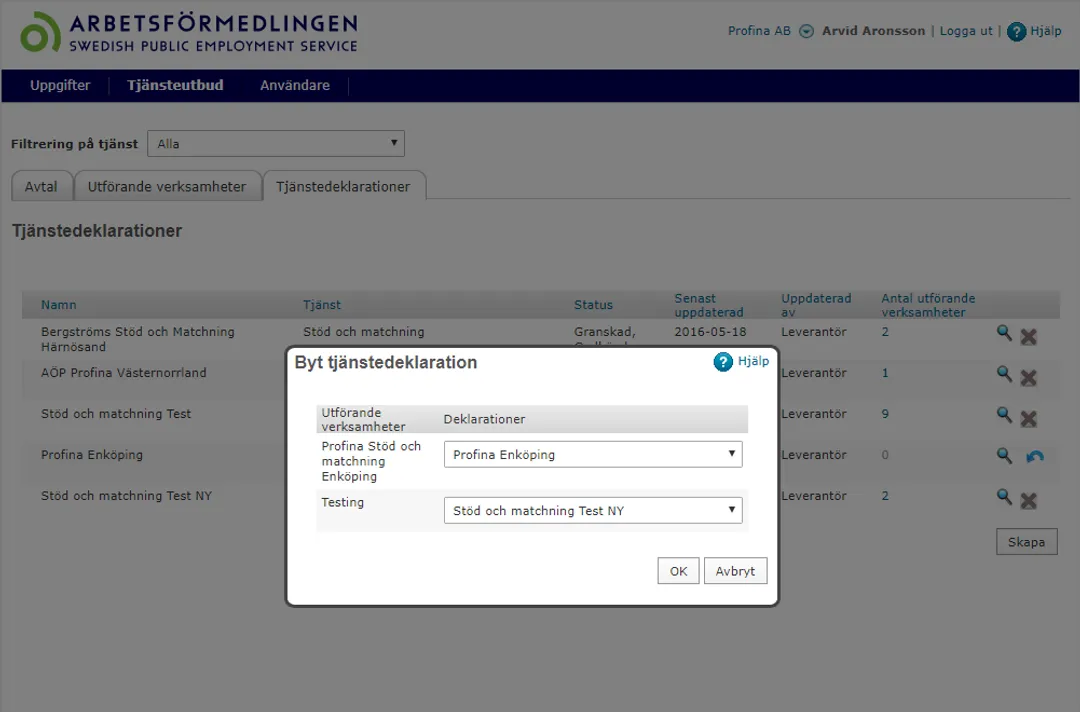 ARBETSFÖRMEDLINGEN
SWEDISH PUBLIC EMPLOYMENT SERVICE
Profina AB Arvid Aronsson | Logga ut | ? Hjälp
Uppgifter Tjänsteutbud Användare
Filtrering på tjänst Alla
Avtal Utförande verksamheter Tjänstedeklarationer
Tjänstedeklarationer
Namn Tjänst Status Senast uppdaterad Uppdaterad av Antal utförande verksamheter
Bergströms Stöd och Matchning Härnösand Stöd och matchning Granskad, 2016-05-18 Leverantör 2
AÖP Profina Västernorrland Leverantör 1
Stöd och matchning Test Leverantör 9
Profina Enköping Leverantör 0
Stöd och matchning Test NY Leverantör 2
Skapa
Byt tjänstedeklaration ? Hjälp
Utförande verksamheter Deklarationer
Profina Stöd och matchning Enköping Profina Enköping
Testing Stöd och matchning Test NY
OK Avbryt